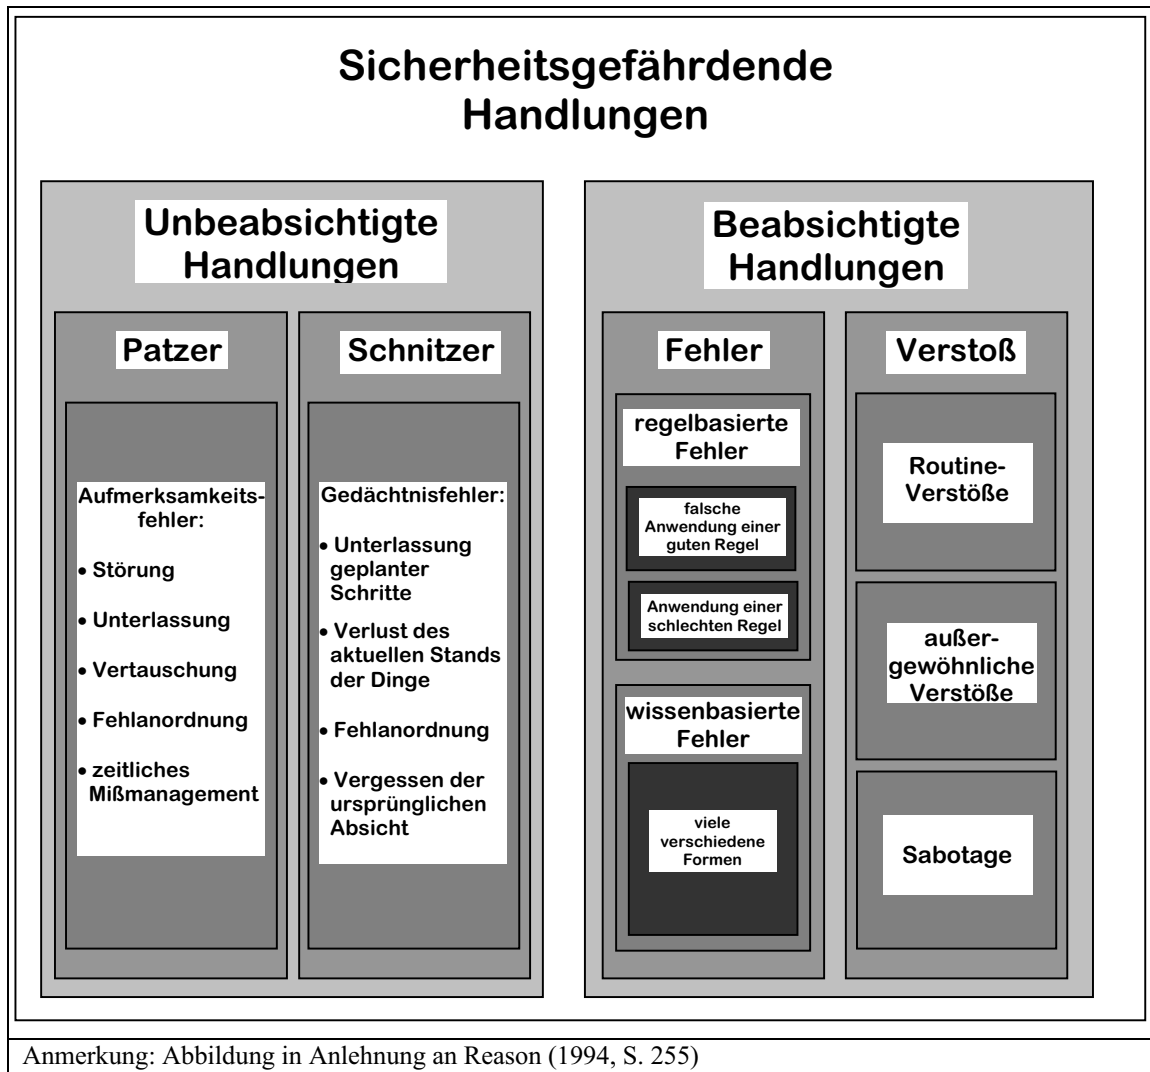 Sicherheitsgefährdende
Handlungen
Unbeabsichtigte
Handlungen
Patzer
Aufmerksamkeits-
fehler:
• Störung
• Unterlassung
• Vertauschung
• Fehlanordnung
• zeitliches
Mißmanagement
Schnitzer
Gedächtnisfehler:
• Unterlassung
geplanter
Schritte
• Verlust des
aktuellen Stands
der Dinge
• Fehlanordnung
• Vergessen der
ursprünglichen
Absicht
Beabsichtigte
Handlungen
Fehler
regelbasierte
Fehler
falsche
Anwendung einer
guten Regel
Anwendung einer
schlechten Regel
wissenbasierte
Fehler
viele
verschiedene
Formen
Verstoß
Routine-
Verstöße
außer-
gewöhnliche
Verstöße
Sabotage
Anmerkung: Abbildung in Anlehnung an Reason (1994, S. 255)